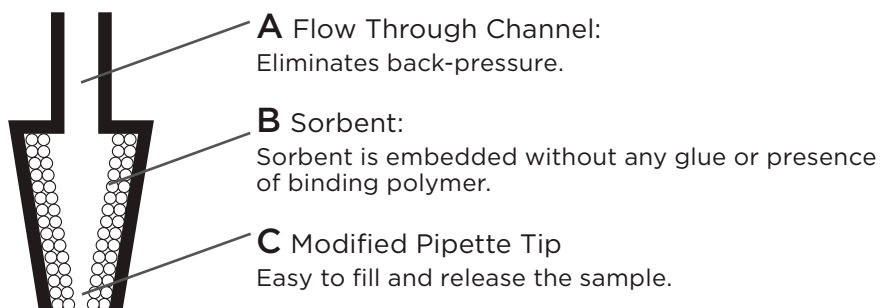 A Flow Through Channel:
Eliminates back-pressure.
B Sorbent:
Sorbent is embedded without any glue or presence
of binding polymer.
C Modified Pipette Tip
Easy to fill and release the sample.